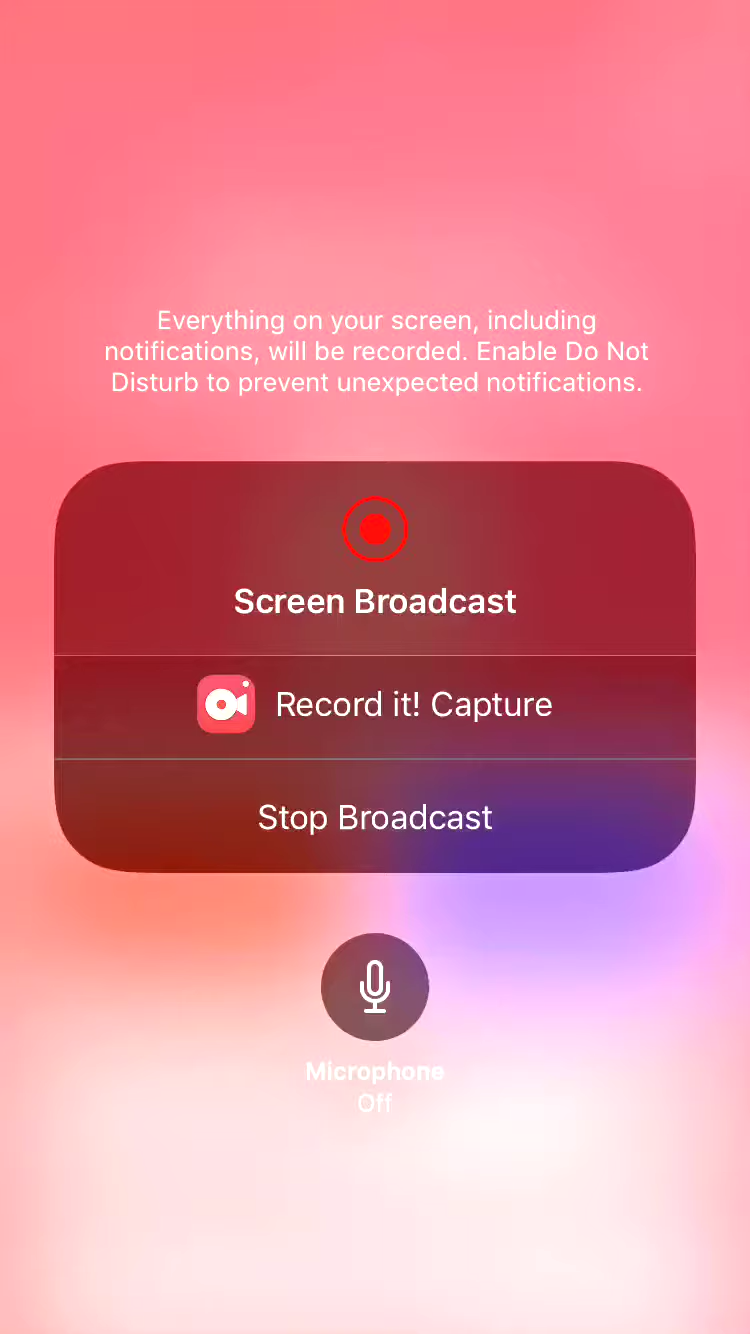 Everything on your screen, including
notifications, will be recorded. Enable Do Not
Disturb to prevent unexpected notifications.
Screen Broadcast
Record it! Capture
Stop Broadcast
Microphone
Off